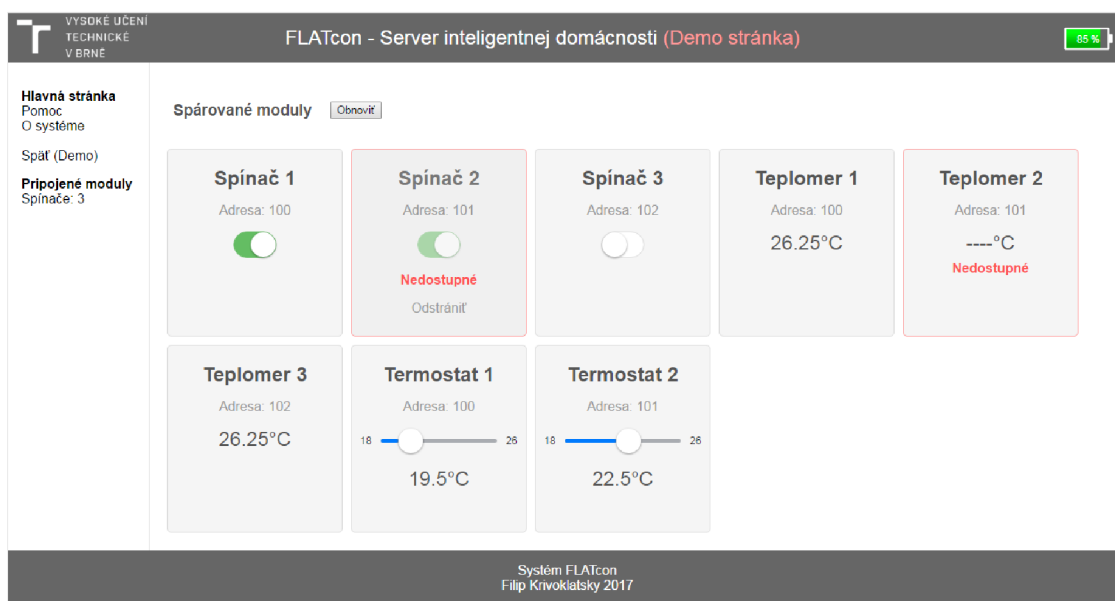 VYSOKÉ UČENÍ
TECHNICKÉ
V BRNĚ
FLATcon - Server inteligentnej domácnosti (Demo stránka)
85 %
Hlavná stránka
Pomoc
O systéme
Späť (Demo)
Pripojené moduly
Spínače: 3
Spárované moduly
Obnoviť
Spínač 1
Adresa: 100
Spínač 2
Adresa: 101
Nedostupné
Odstrániť
Spínač 3
Adresa: 102
Teplomer 1
Adresa: 100
26.25°C
Teplomer 2
Adresa: 101
----°C
Nedostupné
Teplomer 3
Adresa: 102
26.25°C
Termostat 1
Adresa: 100
18 26
19.5°C
Termostat 2
Adresa: 101
18 26
22.5°C
Systém FLATcon
Filip Krivoklatsky 2017